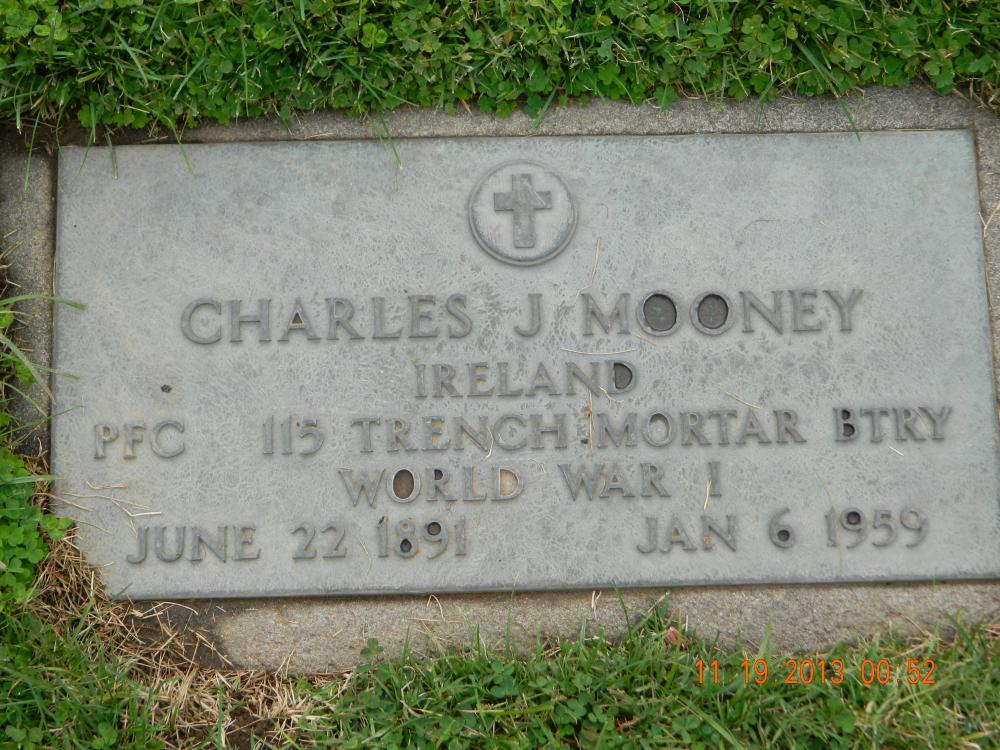 CHARLES J MOONEY
IRELAND
PFC 115 TRENCH MORTAR BTRY
WORLD WAR I
JUNE 22 1891 JAN 6 1959
11.19.2013 00:52